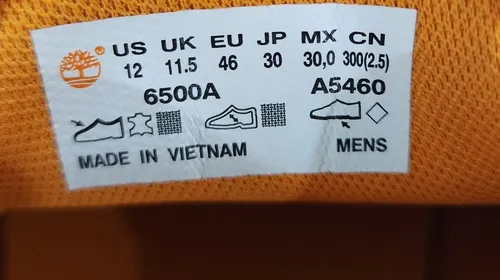 US UK EU JP MX CN
12 11.5 46 30 30,0 300(2.5)
6500A A5460
MADE IN VIETNAM MENS